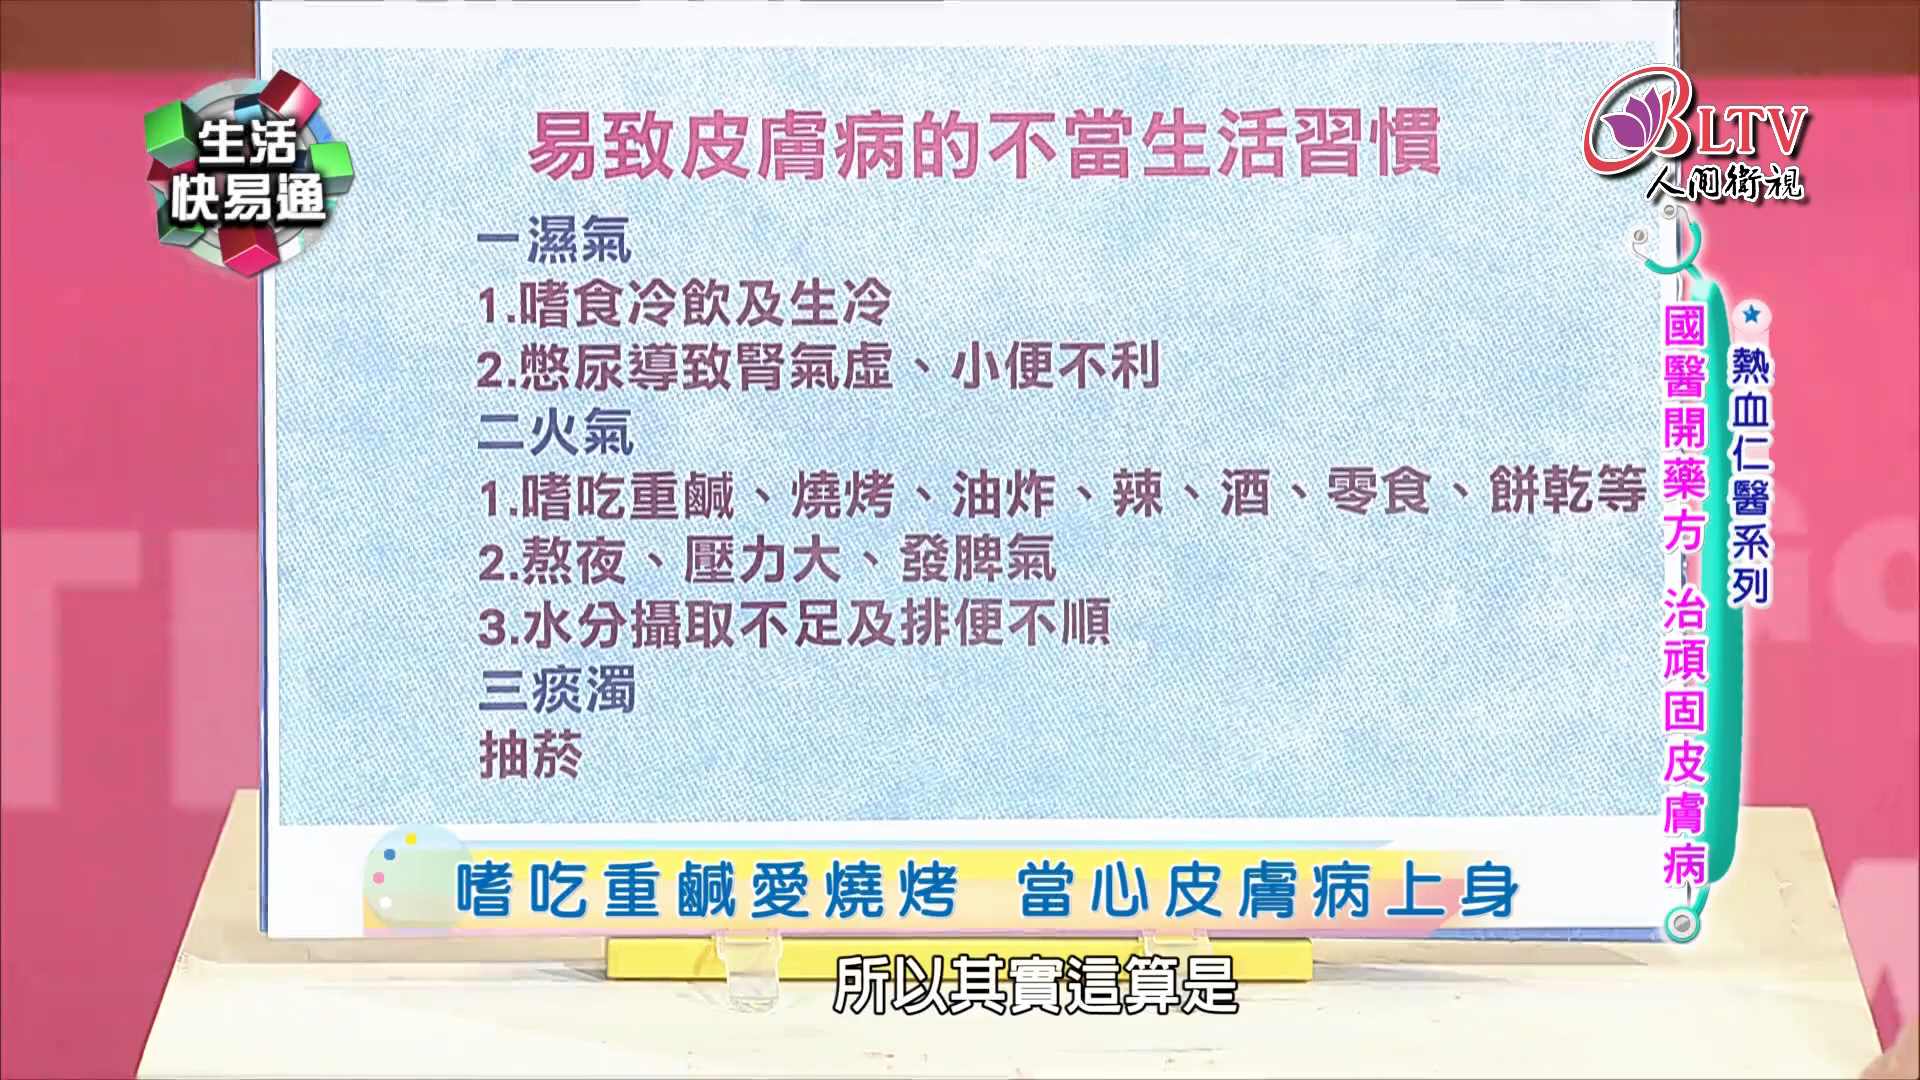 生活
快易通
BLTV
人間衛視
易致皮膚病的不當生活習慣
一濕氣
1.嗜食冷飲及生冷
2.憋尿導致腎氣虛、小便不利
二火氣
1.嗜吃重鹹、燒烤、油炸、辣、酒、零食、餅乾等
2.熬夜、壓力大、發脾氣
3.水分攝取不足及排便不順
三痰濁
抽菸
熱血仁醫系列
國醫開藥方 治頑固皮膚病
嗜吃重鹹愛燒烤 當心皮膚病上身
所以其實這算是